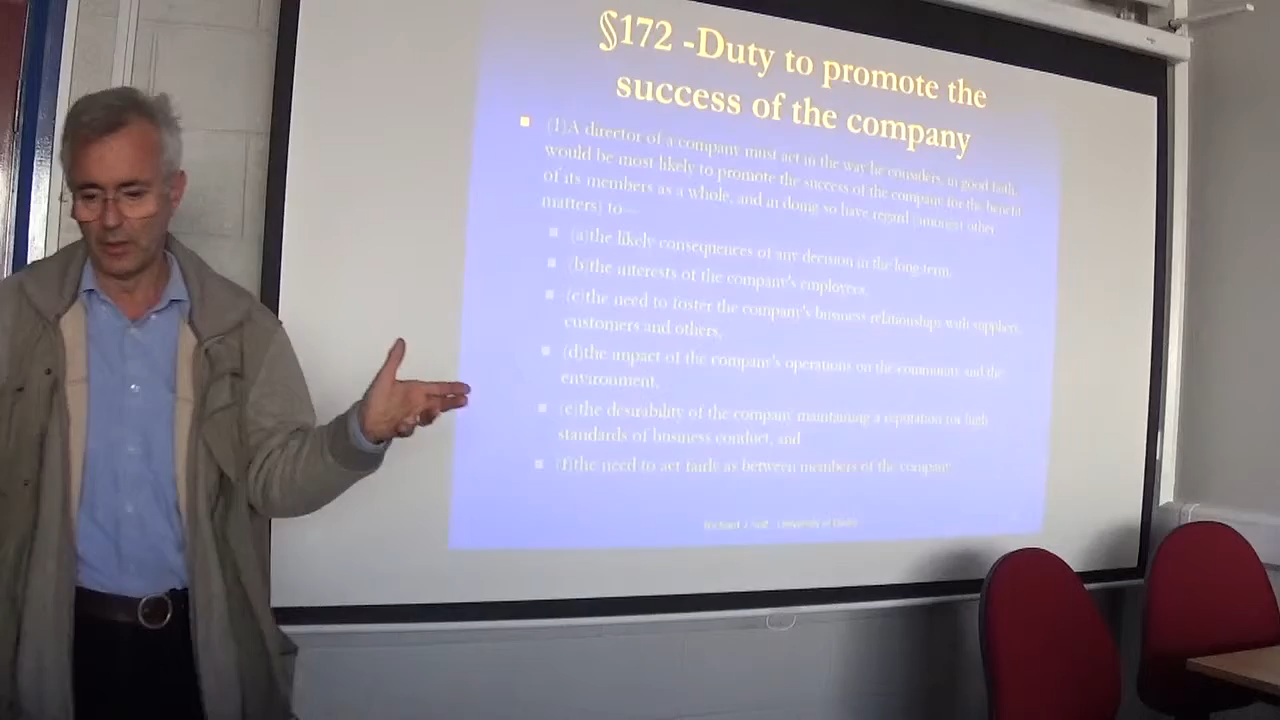 §172 -Duty to promote the
success of the company
(1)A director of a company must act in the way he considers, in good faith,
would be most likely to promote the success of the company for the benefit
of its members as a whole, and in doing so have regard (amongst other
matters) to—
(a)the likely consequences of any decision in the long term,
(b)the interests of the company's employees,
(c)the need to foster the company's business relationships with suppliers,
customers and others,
(d)the impact of the company's operations on the community and the
environment,
(e)the desirability of the company maintaining a reputation for high
standards of business conduct, and
(f)the need to act fairly as between members of the company
University of